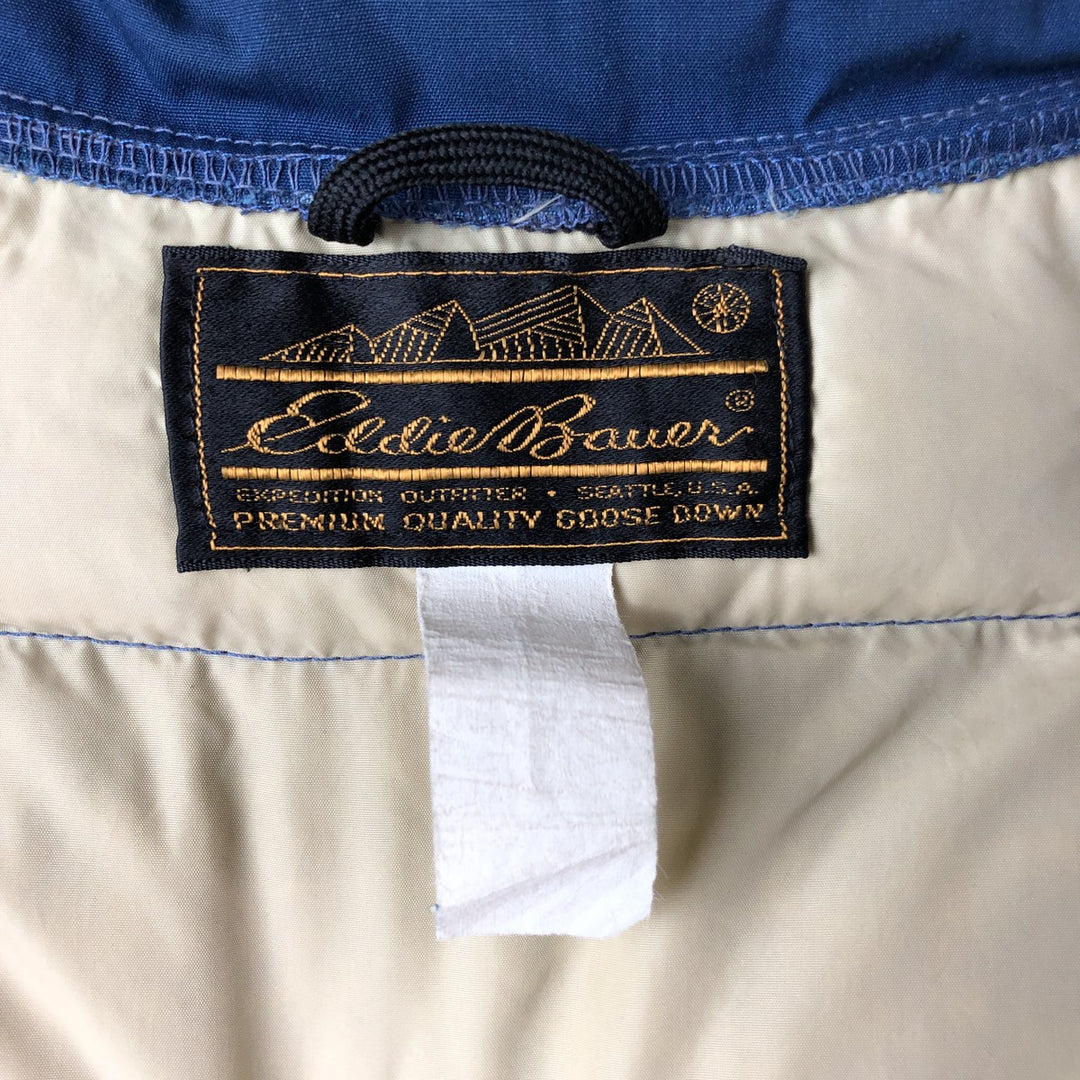 Eddie Bauer®
EXPEDITION OUTFITTER • SEATTLE, U.S.A.
PREMIUM QUALITY GOOSE DOWN